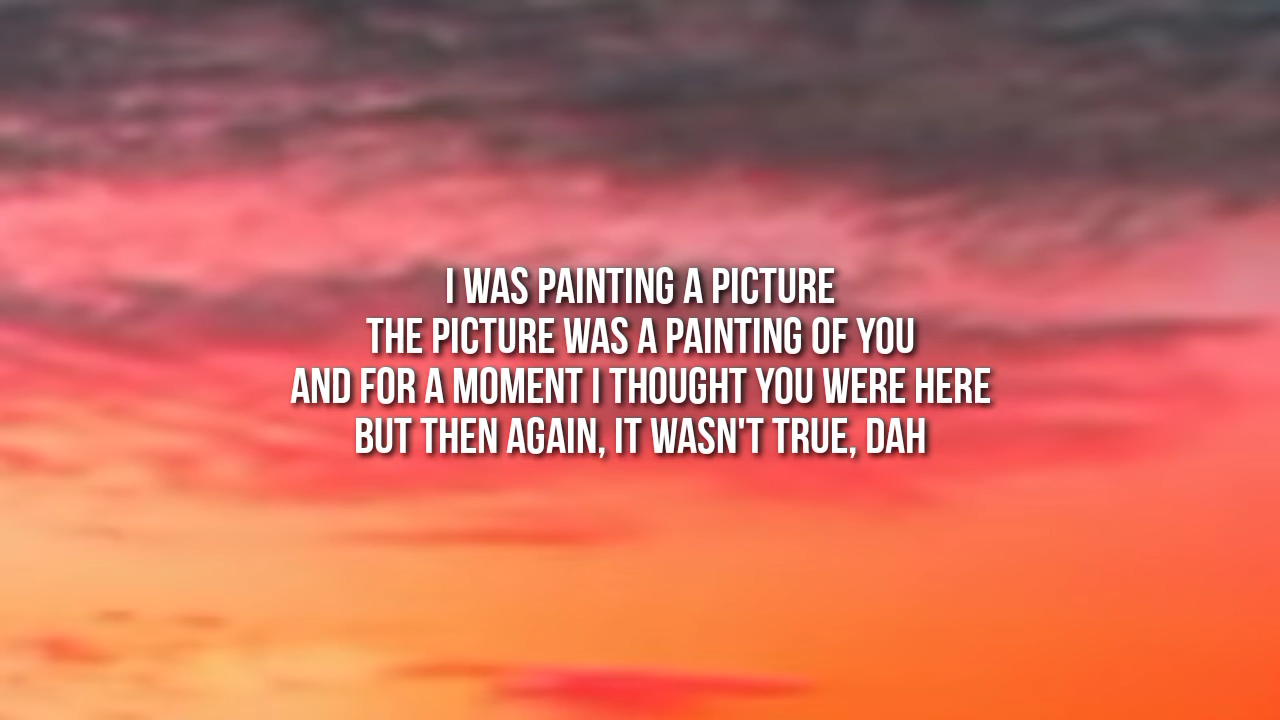 I WAS PAINTING A PICTURE
THE PICTURE WAS A PAINTING OF YOU
AND FOR A MOMENT I THOUGHT YOU WERE HERE
BUT THEN AGAIN, IT WASN'T TRUE, DAH